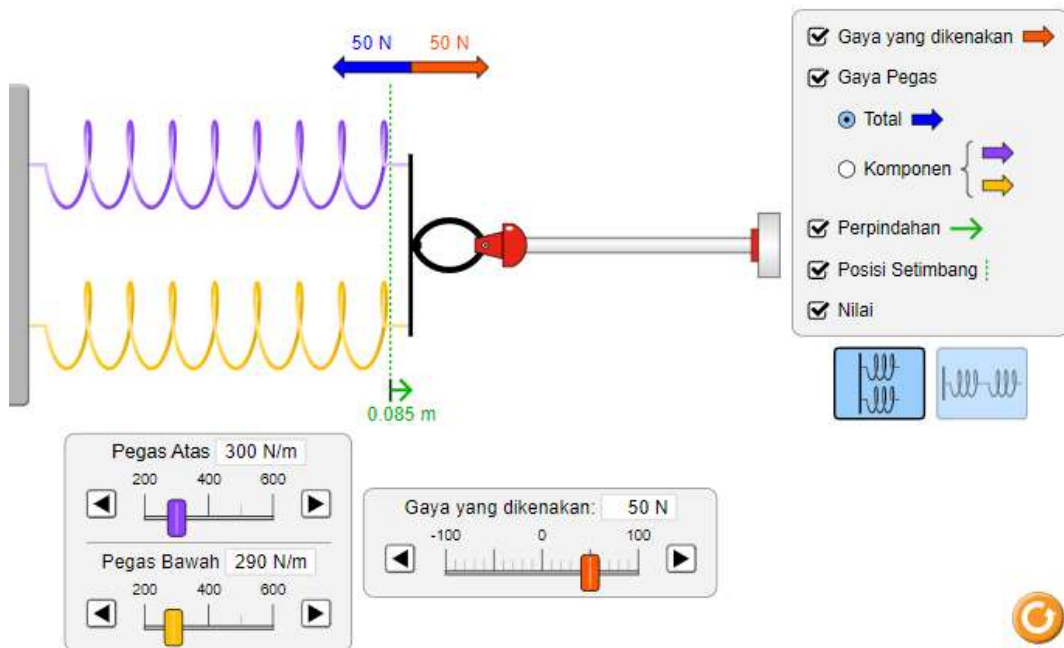 50 N 50 N
Gaya yang dikenakan
Gaya Pegas
Total
Komponen
Perpindahan
Posisi Setimbang
Nilai
0.085 m
Pegas Atas 300 N/m
200 400 600
Pegas Bawah 290 N/m
200 400 600
Gaya yang dikenakan: 50 N
-100 0 100